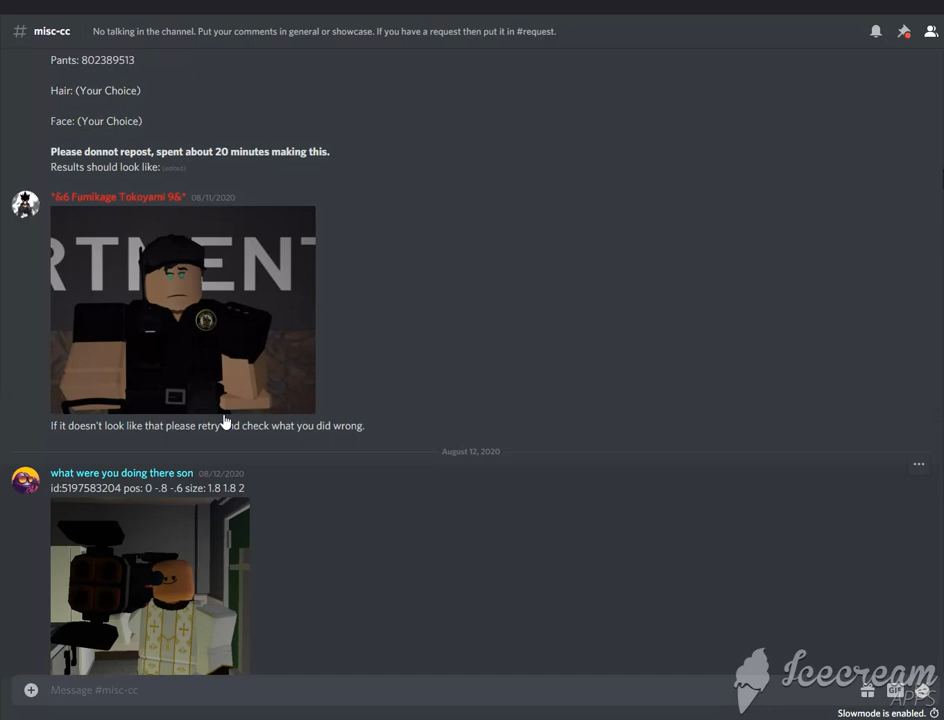 misc-cc No talking in the channel. Put your comments in general or showcase. If you have a request then put it in #request.
Pants: 802389513
Hair: (Your Choice)
Face: (Your Choice)
Please donnot repost, spent about 20 minutes making this.
Results should look like: (edited)
*&6 Fumikage Tokoyami 9&* 08/11/2020
RTMENT
If it doesn't look like that please retry and check what you did wrong.
August 12, 2020
what were you doing there son 08/12/2020
id:5197583204 pos: 0 -.8 -.6 size: 1.8 1.8 2
Message #misc-cc
GIF
Icecream
APPS
Slowmode is enabled.